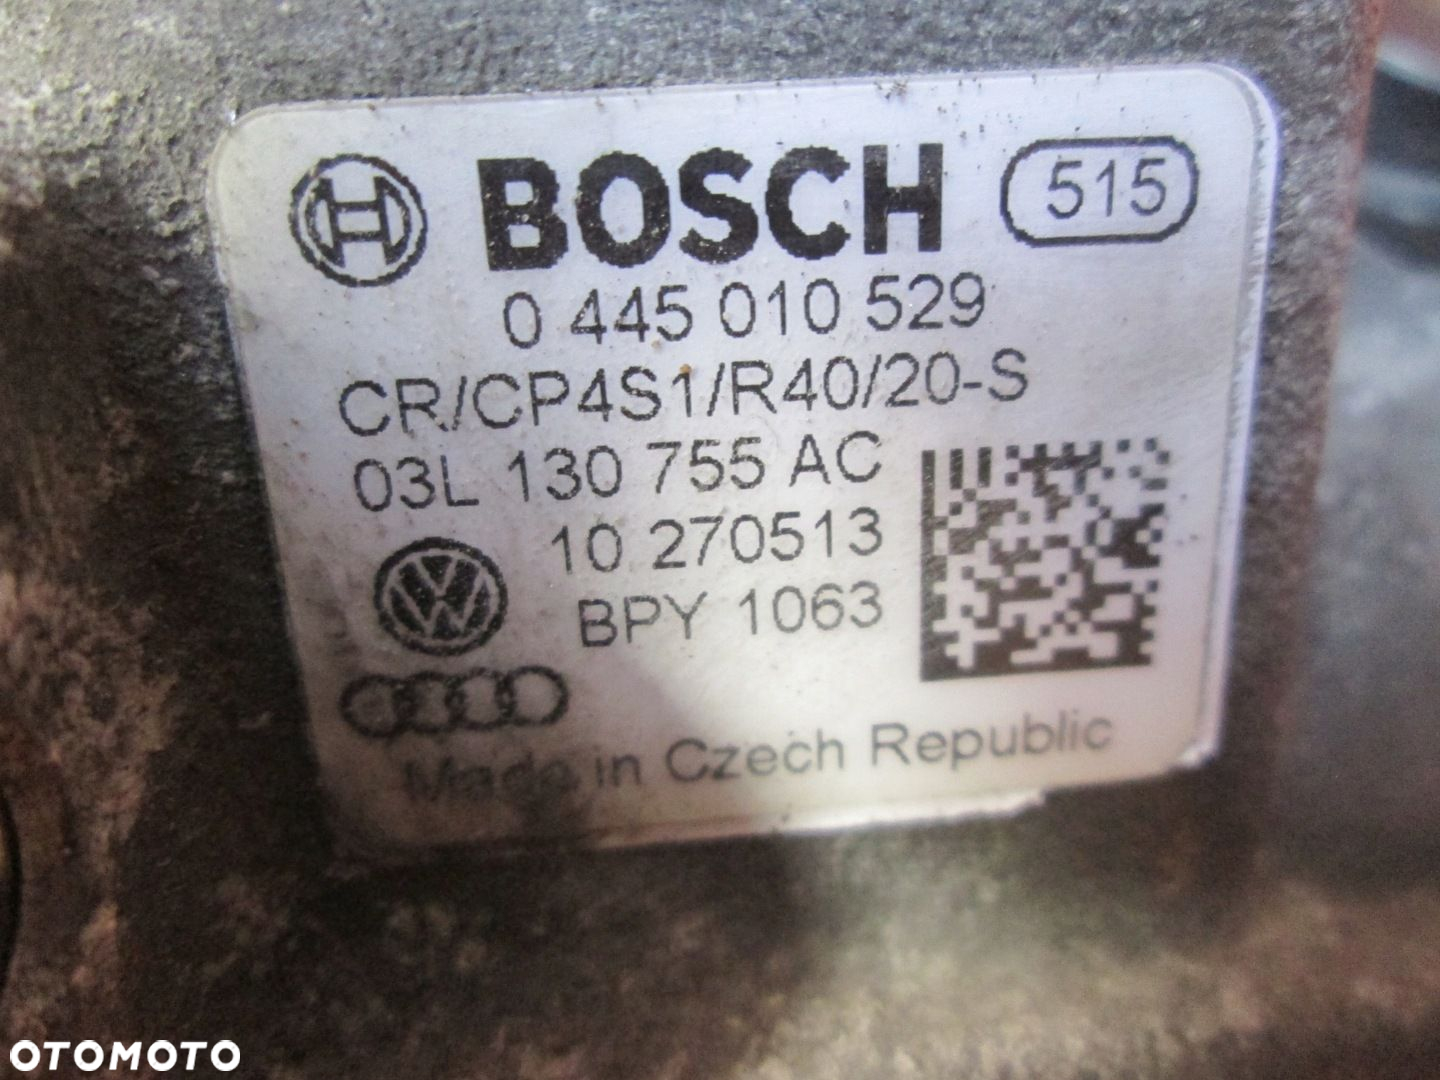 BOSCH 515
0 445 010 529
CR/CP4S1/R40/20-S
03L 130 755 AC
10 270513
BPY 1063
Made in Czech Republic
OTOMOTO